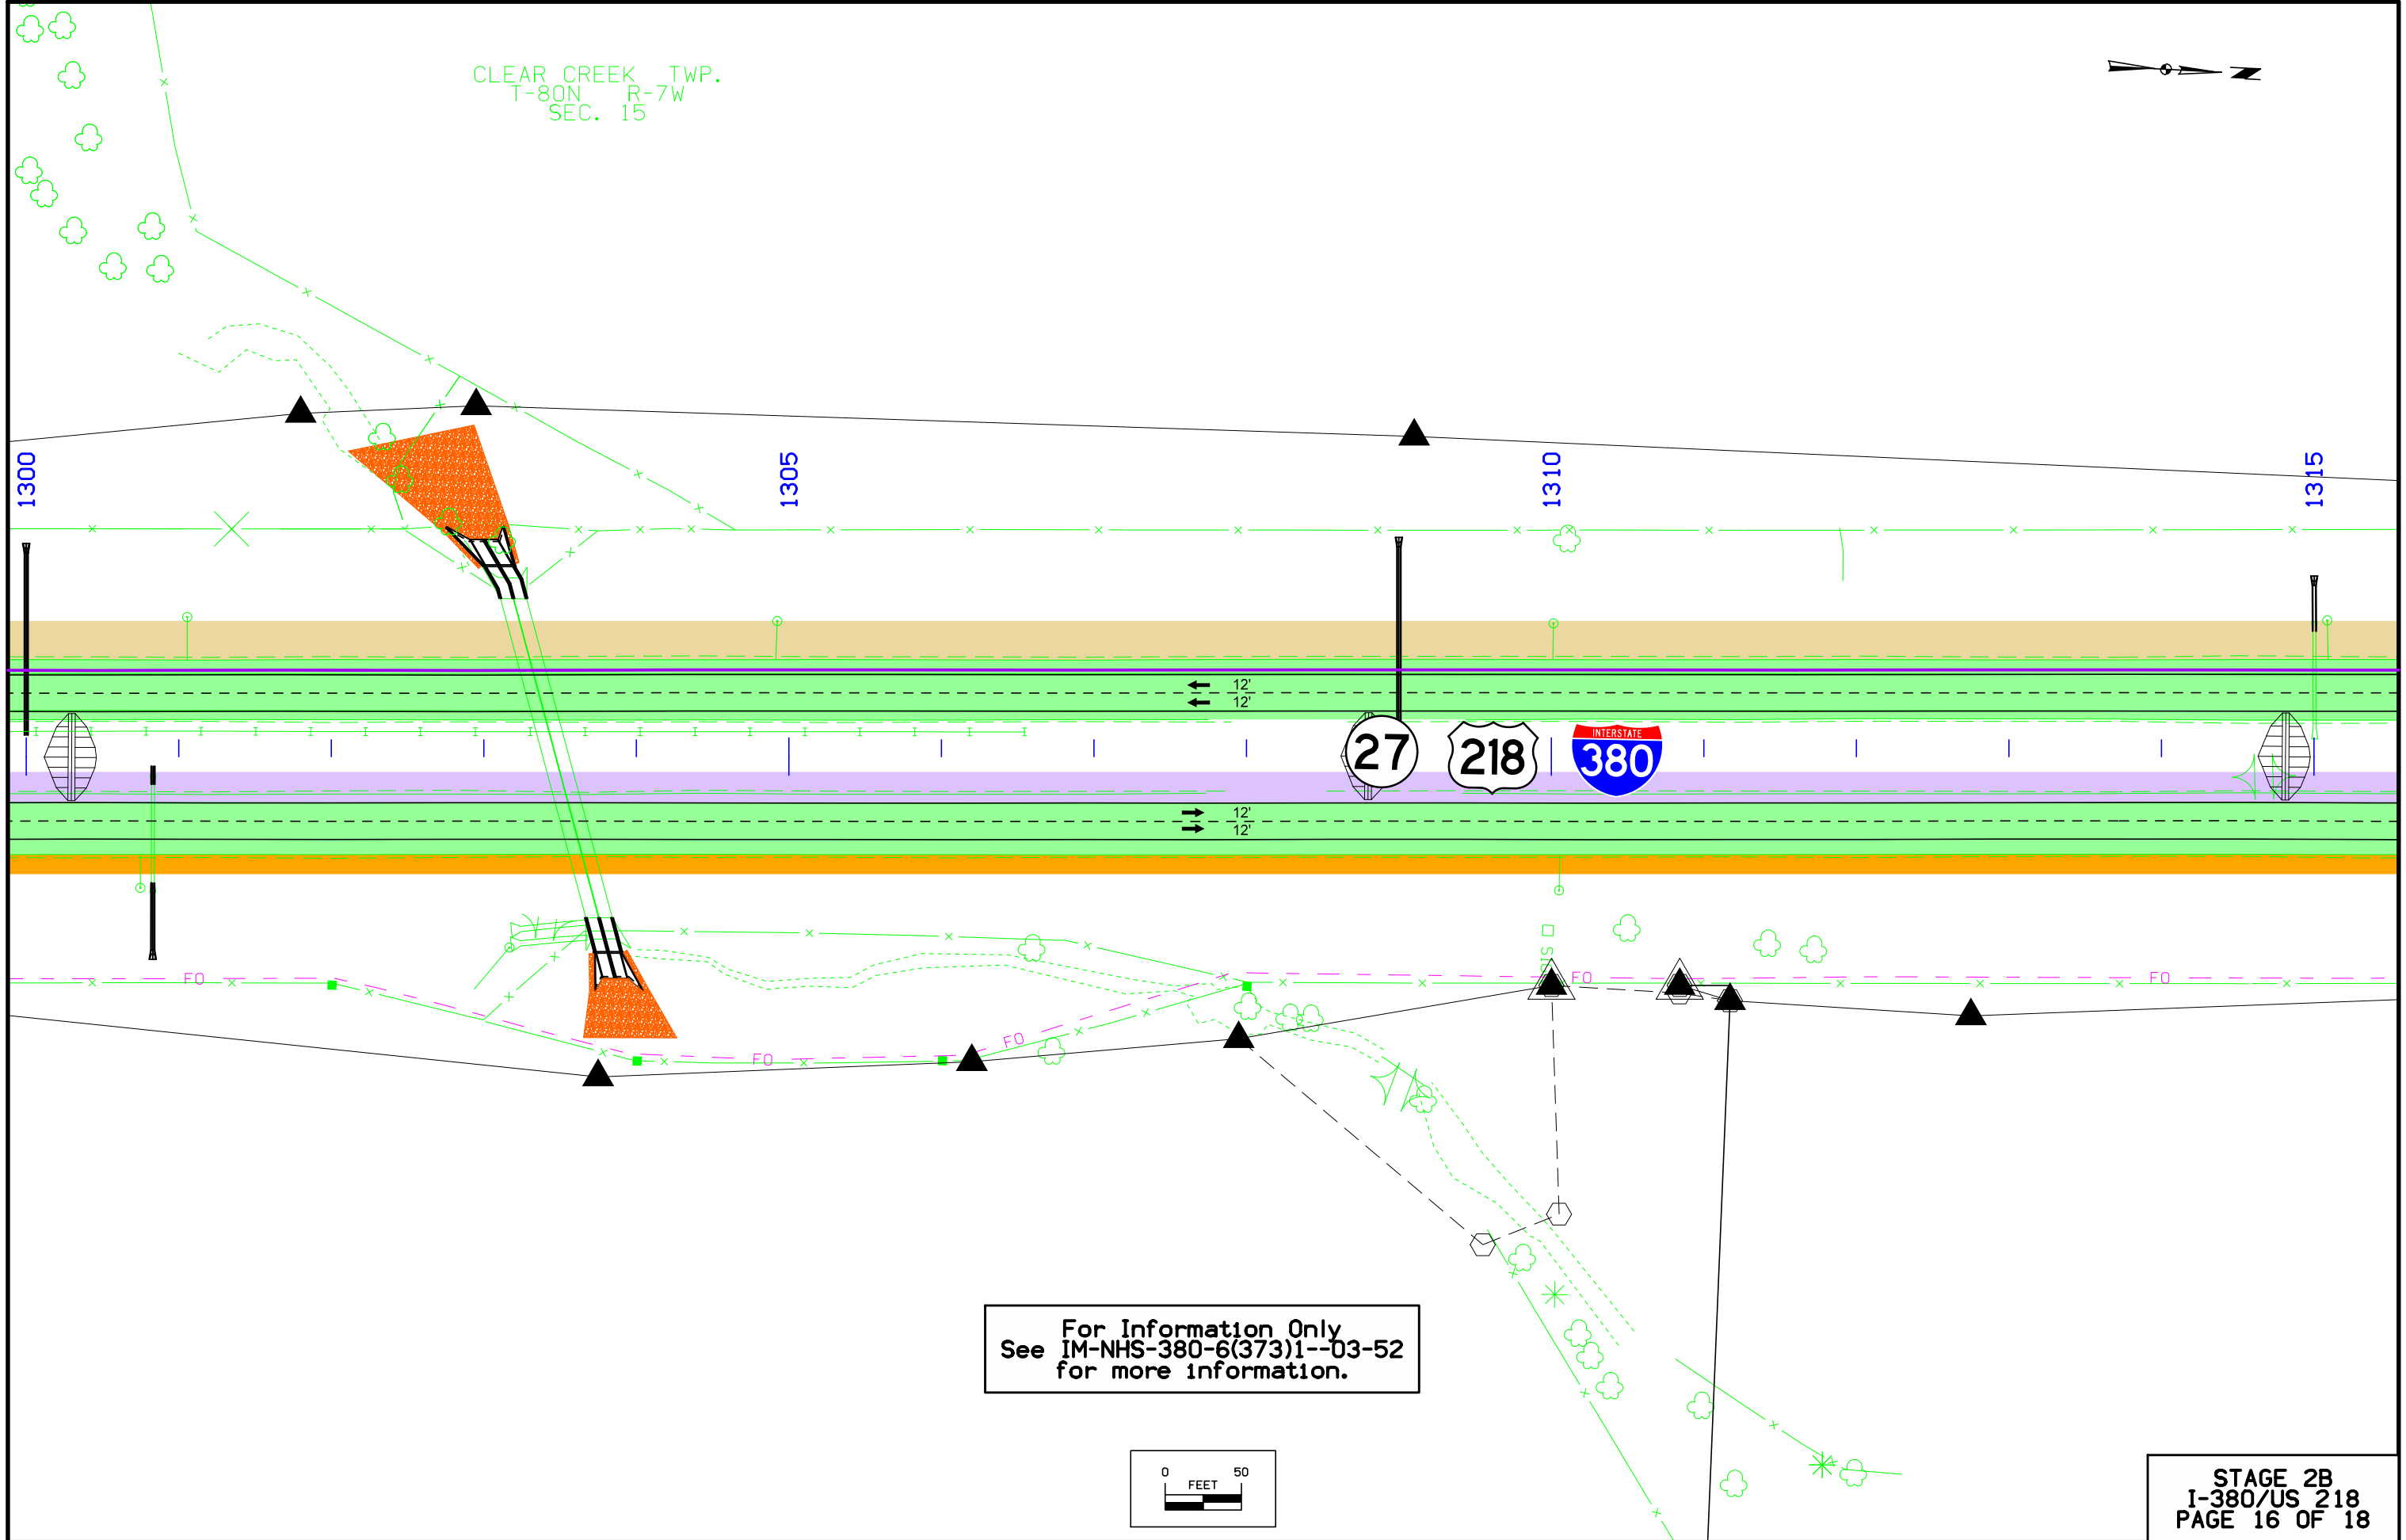 CLEAR CREEK TWP.
T-80N R-7W
SEC. 15
N
1300
1305
1310
1315
12'
12'
27
218
INTERSTATE
380
12'
12'
SIGN
FO
FO
FO
FO
FO
For Information Only
See IM-NHS-380-6(373)1--03-52
for more information.
0 50
FEET
STAGE 2B
I-380/US 218
PAGE 16 OF 18